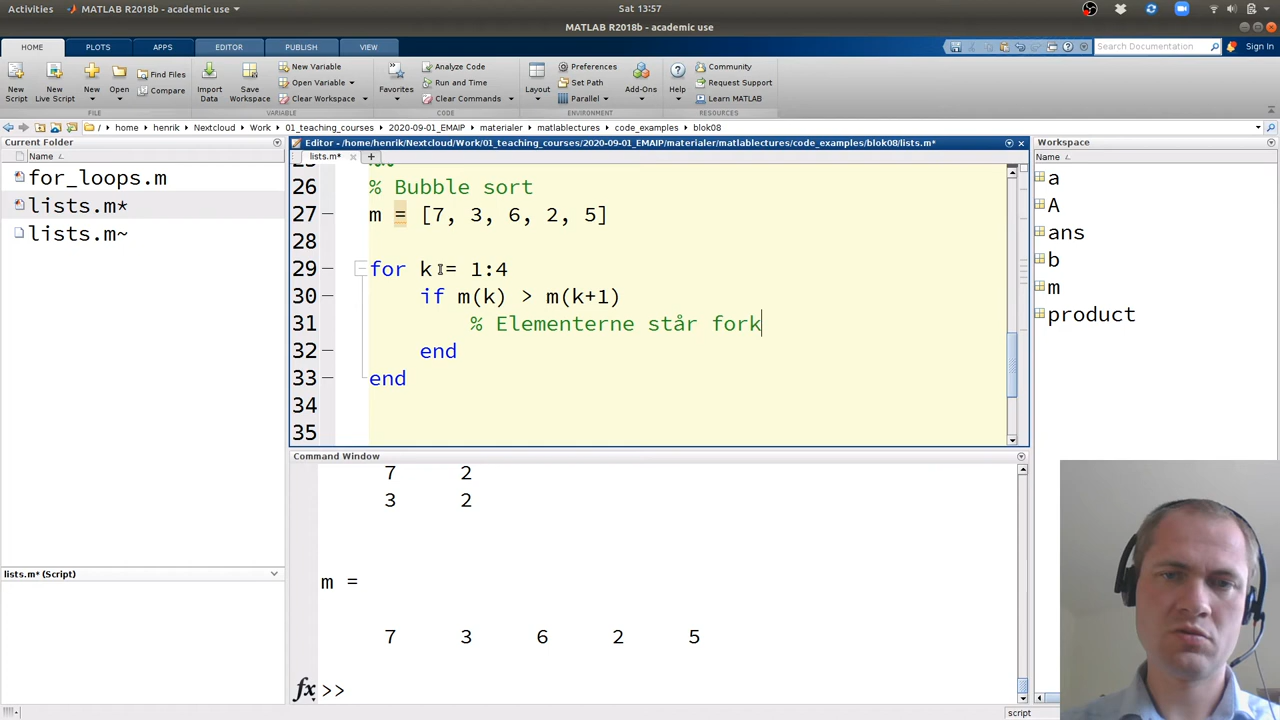 Activities MATLAB R2018b - academic use Sat 13:57
MATLAB R2018b - academic use
HOME PLOTS APPS EDITOR PUBLISH VIEW Search Documentation Sign In
New Script New Live Script New Open Find Files Compare Import Data Save Workspace New Variable Open Variable Clear Workspace Favorites Analyze Code Run and Time Clear Commands Layout Preferences Set Path Parallel Add-Ons Help Community Request Support Learn MATLAB
FILE VARIABLE CODE ENVIRONMENT RESOURCES
/ home henrik Nextcloud Work 01_teaching_courses 2020-09-01_EMAIP materialer matlablectures code_examples blok08
Current Folder
Name
for_loops.m
lists.m*
lists.m~
lists.m* (Script)
Editor - /home/henrik/Nextcloud/Work/01_teaching_courses/2020-09-01_EMAIP/materialer/matlablectures/code_examples/blok08/lists.m*
lists.m* +
25 %%
26 % Bubble sort
27 m = [7, 3, 6, 2, 5]
28
29 for k = 1:4
30 if m(k) > m(k+1)
31 % Elementerne står fork
32 end
33 end
34
35
Command Window
7 2
3 2
m =
7 3 6 2 5
fx >>
Workspace
Name
a
A
ans
b
m
product
script